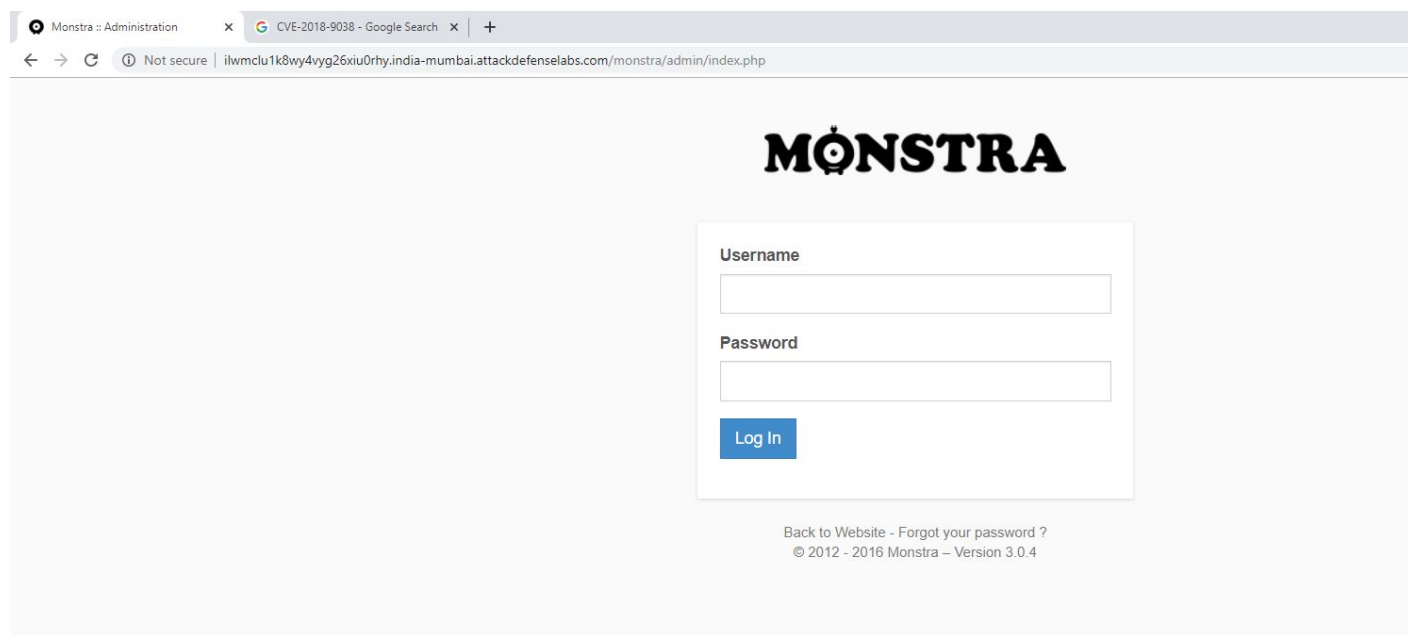 Monstra :: Administration
CVE-2018-9038 - Google Search
Not secure | ilwmclu1k8wy4vyg26xiu0rhy.india-mumbai.attackdefenselabs.com/monstra/admin/index.php
MONSTRA
Username
Password
Log In
Back to Website - Forgot your password ?
© 2012 - 2016 Monstra – Version 3.0.4